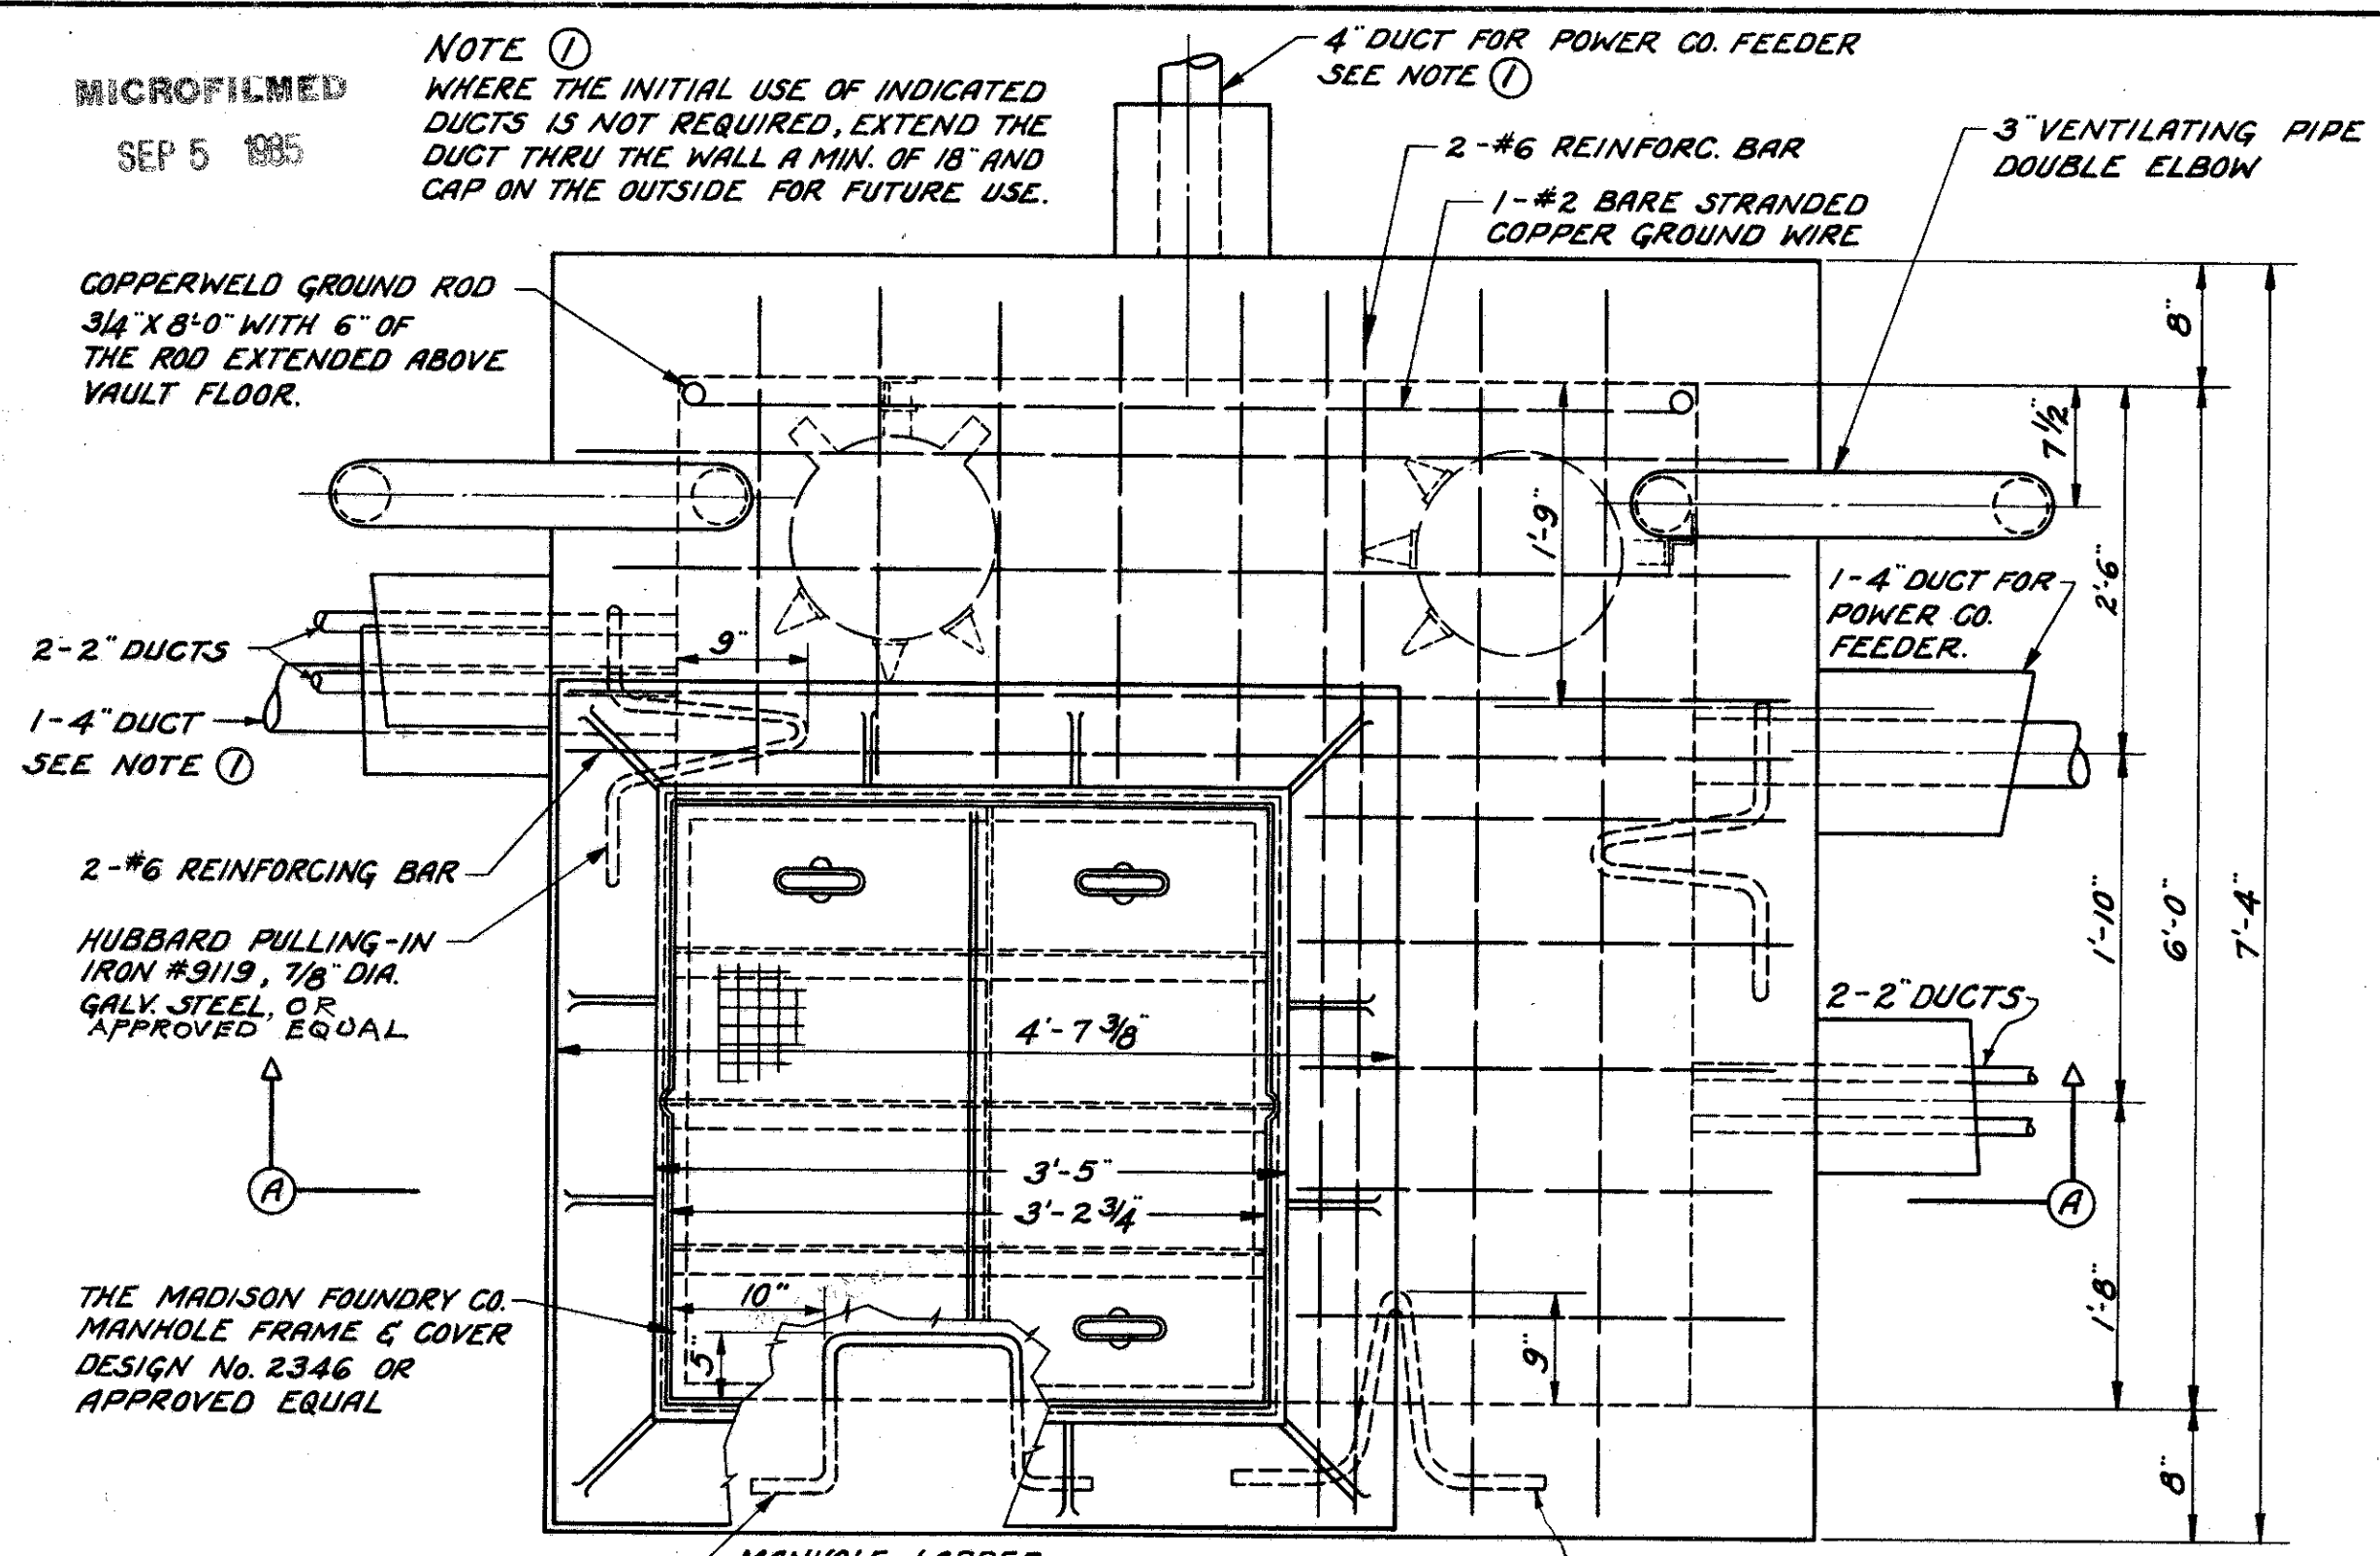 MICROFILMED
SEP 5 1985
NOTE 1
WHERE THE INITIAL USE OF INDICATED
DUCTS IS NOT REQUIRED, EXTEND THE
DUCT THRU THE WALL A MIN. OF 18" AND
CAP ON THE OUTSIDE FOR FUTURE USE.
4" DUCT FOR POWER CO. FEEDER
SEE NOTE 1
2-#6 REINFORC. BAR
1-#2 BARE STRANDED
COPPER GROUND WIRE
3" VENTILATING PIPE
DOUBLE ELBOW
COPPERWELD GROUND ROD
3/4" X 8'-0" WITH 6" OF
THE ROD EXTENDED ABOVE
VAULT FLOOR.
8"
7 1/2"
1'-9"
2'-6"
1-4" DUCT FOR
POWER CO.
FEEDER.
2-2" DUCTS
9"
1-4" DUCT
SEE NOTE 1
2-#6 REINFORCING BAR
HUBBARD PULLING-IN
IRON #9119, 7/8" DIA.
GALV. STEEL, OR
APPROVED EQUAL
1'-10"
6'-0"
7'-4"
2-2" DUCTS
4'-7 3/8"
3'-5"
3'-2 3/4"
A
A
THE MADISON FOUNDRY CO.
MANHOLE FRAME & COVER
DESIGN No. 2346 OR
APPROVED EQUAL
10"
5"
9"
1'-8"
8"
MANHOLE LADDER